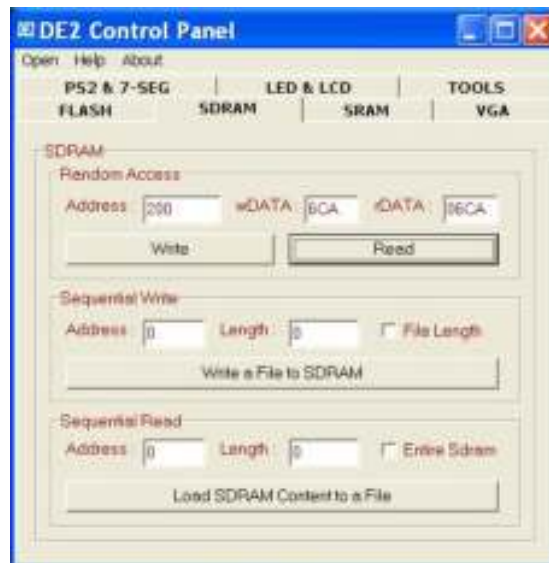 DE2 Control Panel
Open Help About
PS2 & 7-SEG LED & LCD TOOLS
FLASH SDRAM SRAM VGA
SDRAM
Random Access
Address 200 wDATA 6CA rDATA 06CA
Write Read
Sequential Write
Address 0 Length 0 File Length
Write a File to SDRAM
Sequential Read
Address 0 Length 0 Entire Sdram
Load SDRAM Content to a File